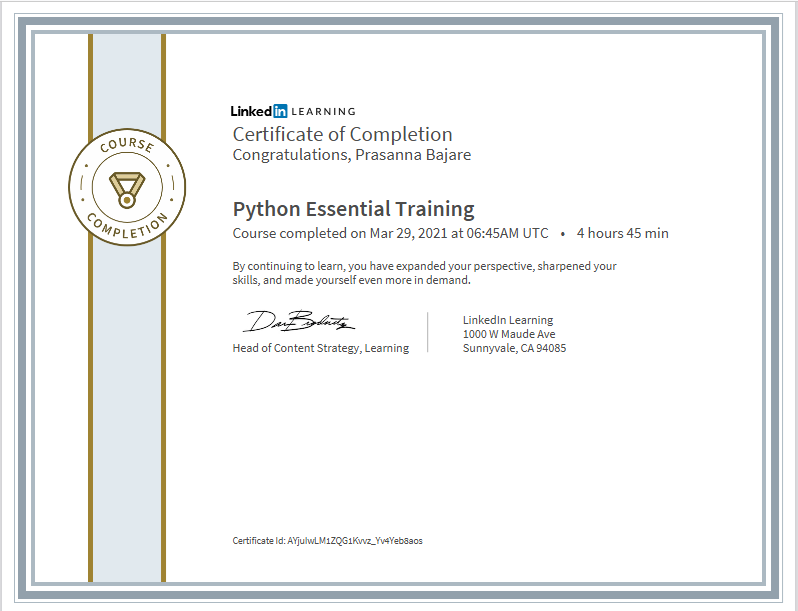 LinkedIn LEARNING
Certificate of Completion
Congratulations, Prasanna Bajare
COURSE
COMPLETION
Python Essential Training
Course completed on Mar 29, 2021 at 06:45AM UTC • 4 hours 45 min
By continuing to learn, you have expanded your perspective, sharpened your
skills, and made yourself even more in demand.
Head of Content Strategy, Learning
LinkedIn Learning
1000 W Maude Ave
Sunnyvale, CA 94085
Certificate Id: